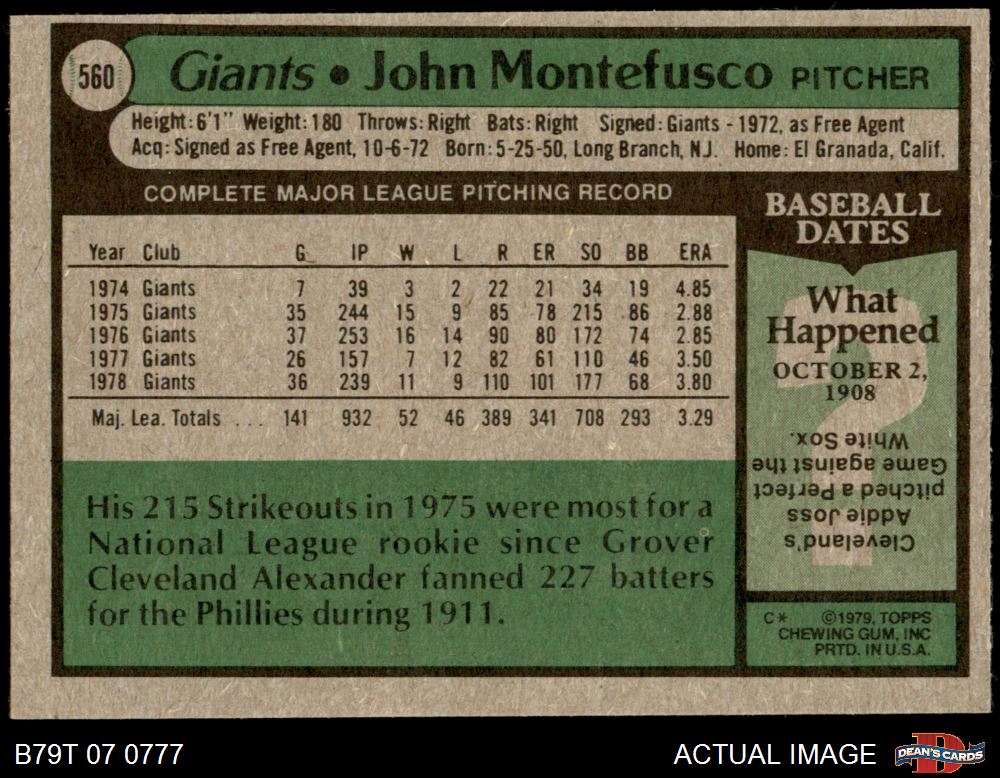 560
Giants • John Montefusco PITCHER
Height: 6'1" Weight: 180 Throws: Right Bats: Right Signed: Giants - 1972, as Free Agent
Acq: Signed as Free Agent, 10-6-72 Born: 5-25-50, Long Branch, N.J. Home: El Granada, Calif.
COMPLETE MAJOR LEAGUE PITCHING RECORD
Year Club G IP W L R ER SO BB ERA
1974 Giants 7 39 3 2 22 21 34 19 4.85
1975 Giants 35 244 15 9 85 78 215 86 2.88
1976 Giants 37 253 16 14 90 80 172 74 2.85
1977 Giants 26 157 7 12 82 61 110 46 3.50
1978 Giants 36 239 11 9 110 101 177 68 3.80
Maj. Lea. Totals ... 141 932 52 46 389 341 708 293 3.29
His 215 Strikeouts in 1975 were most for a
National League rookie since Grover
Cleveland Alexander fanned 227 batters
for the Phillies during 1911.
BASEBALL
DATES
?
What
Happened
OCTOBER 2,
1908
Cleveland's
Addie Joss
pitched a Perfect
Game against the
White Sox.
C* ©1979, TOPPS
CHEWING GUM, INC
PRTD. IN U.S.A.
B79T 07 0777
ACTUAL IMAGE
DEAN'S CARDS